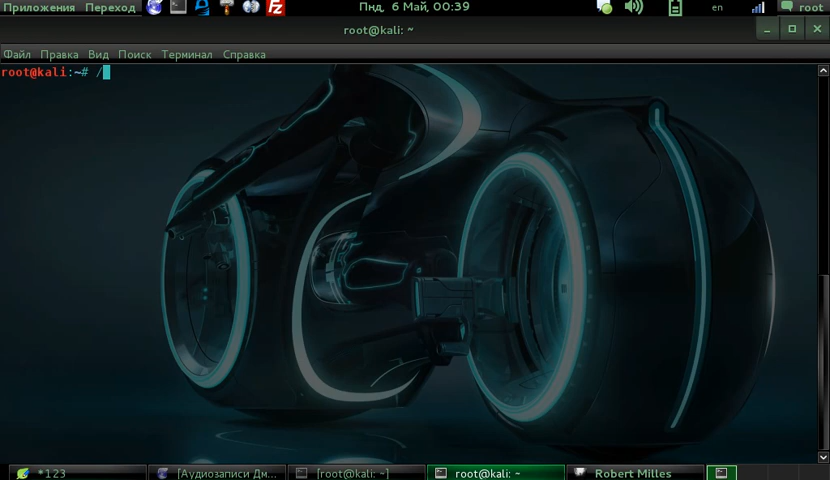 Приложения Переход Fz Пнд, 6 Май, 00:39 en root
root@kali: ~
Файл Правка Вид Поиск Терминал Справка
root@kali:~# /
*123 [Аудиозаписи Дм... [root@kali: ~] root@kali: ~ Robert Milles